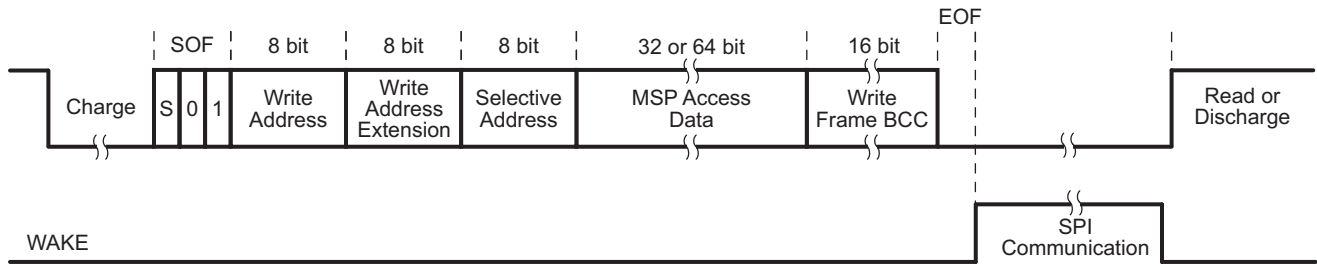 EOF
SOF
8 bit
8 bit
8 bit
32 or 64 bit
16 bit
Charge
S
0
1
Write
Address
Write
Address
Extension
Selective
Address
MSP Access
Data
Write
Frame BCC
Read or
Discharge
WAKE
SPI
Communication